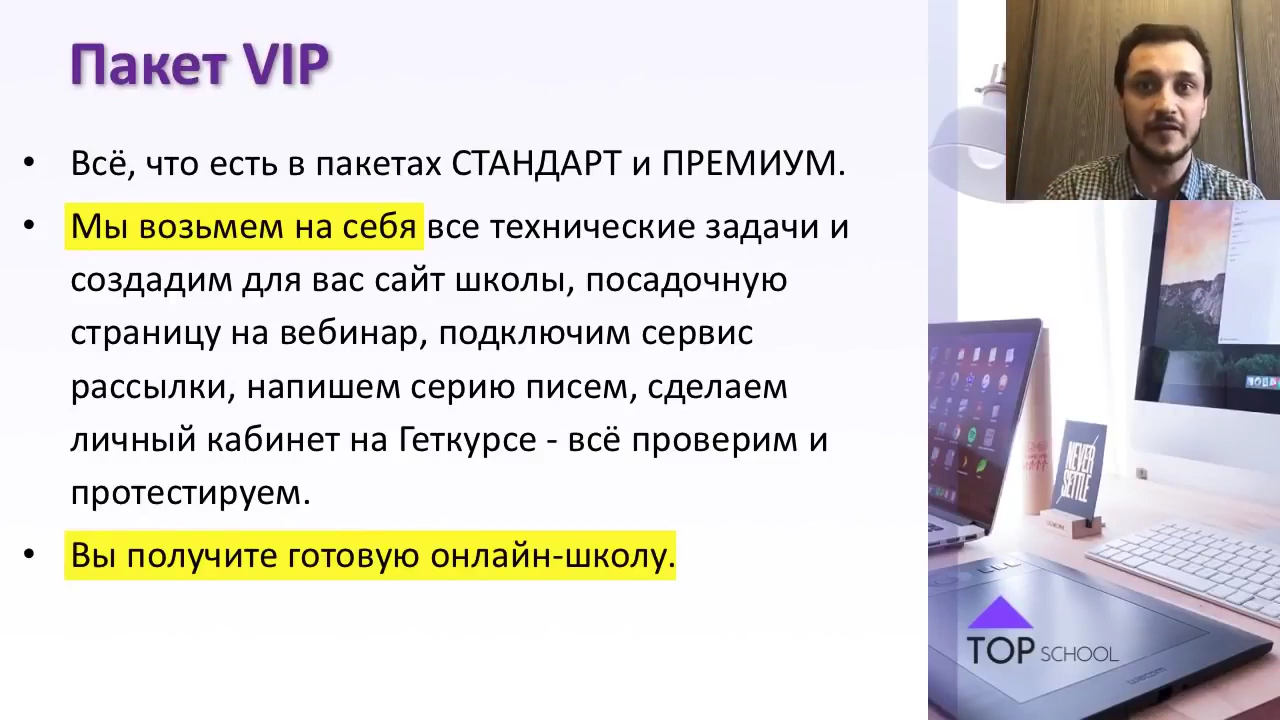 Пакет VIP
• Всё, что есть в пакетах СТАНДАРТ и ПРЕМИУМ.
• Мы возьмем на себя все технические задачи и
создадим для вас сайт школы, посадочную
страницу на вебинар, подключим сервис
рассылки, напишем серию писем, сделаем
личный кабинет на Геткурсе - всё проверим и
протестируем.
• Вы получите готовую онлайн-школу.
NEVER
SETTLE
TOP SCHOOL
wacom